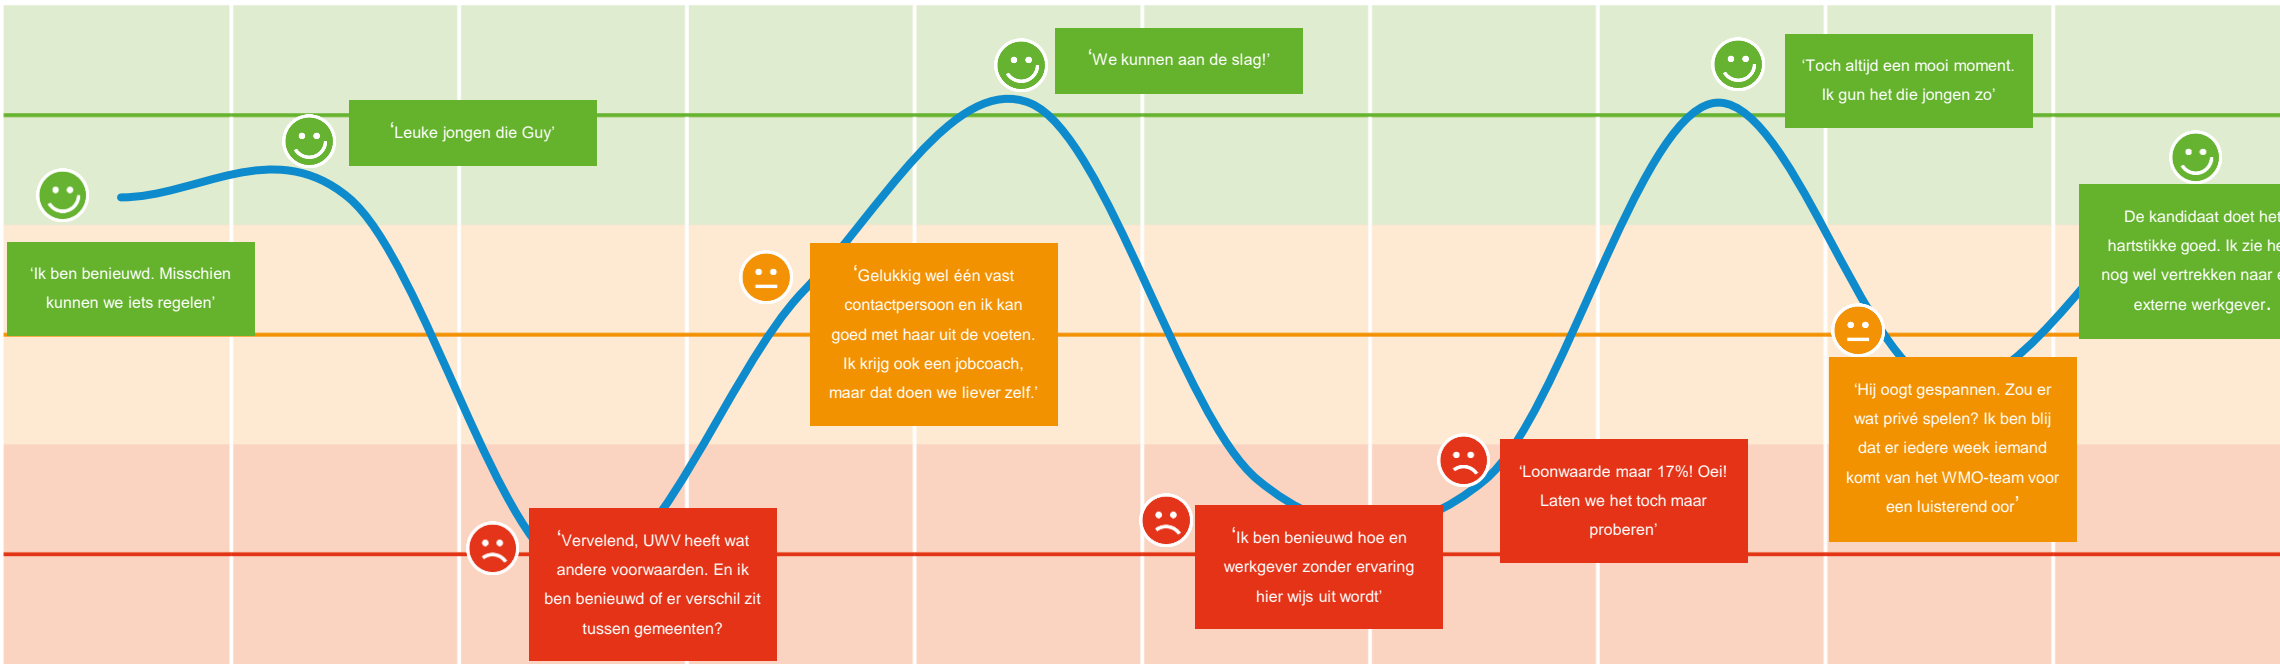 ‘Ik ben benieuwd. Misschien
kunnen we iets regelen’
‘Leuke jongen die Guy’
‘Vervelend, UWV heeft wat
andere voorwaarden. En ik
ben benieuwd of er verschil zit
tussen gemeenten?
‘Gelukkig wel één vast
contactpersoon en ik kan
goed met haar uit de voeten.
Ik krijg ook een jobcoach,
maar dat doen we liever zelf.’
‘We kunnen aan de slag!’
‘Ik ben benieuwd hoe en
werkgever zonder ervaring
hier wijs uit wordt’
‘Loonwaarde maar 17%! Oei!
Laten we het toch maar
proberen’
‘Toch altijd een mooi moment.
Ik gun het die jongen zo’
‘Hij oogt gespannen. Zou er
wat privé spelen? Ik ben blij
dat er iedere week iemand
komt van het WMO-team voor
een luisterend oor’
De kandidaat doet het
hartstikke goed. Ik zie
nog wel vertrekken naar
externe werkgever.